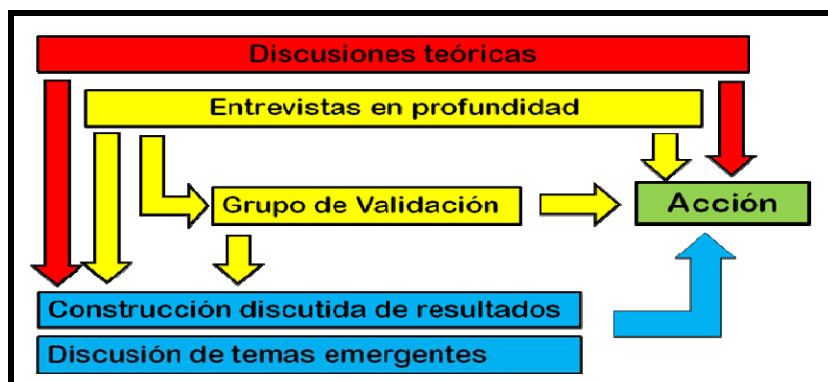 Discusiones teóricas
Entrevistas en profundidad
Grupo de Validación
Acción
Construcción discutida de resultados
Discusión de temas emergentes